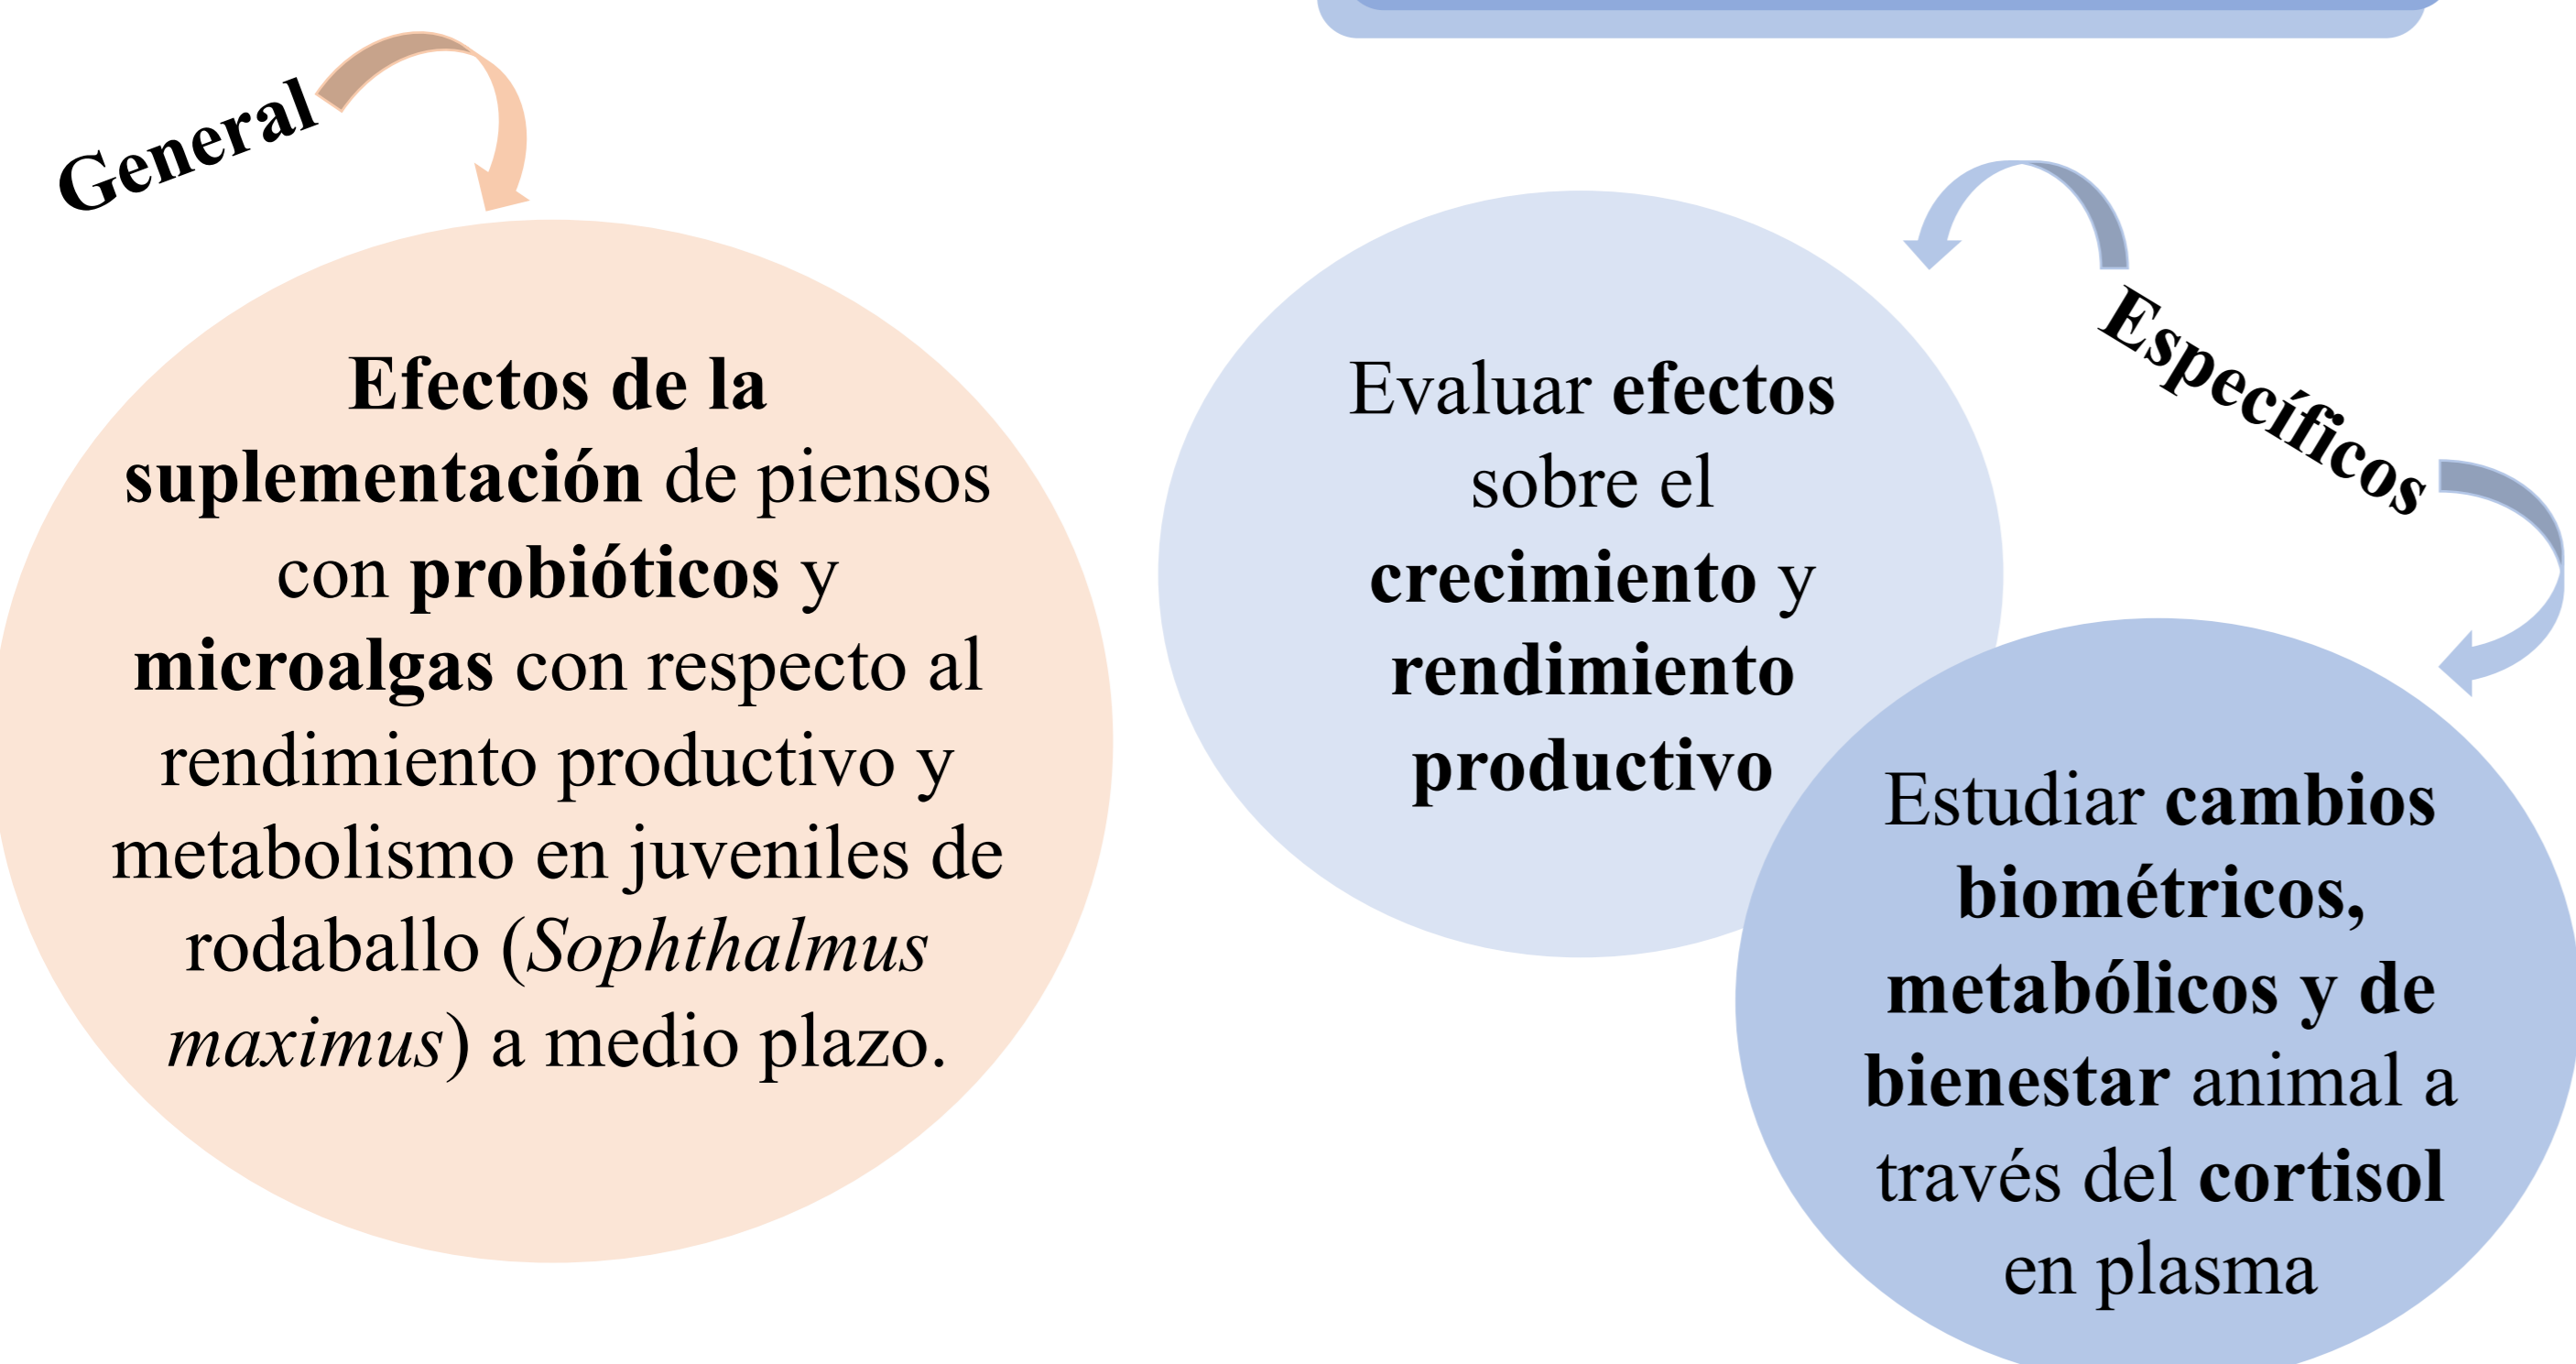 General
Efectos de la
suplementación de piensos
con probióticos y
microalgas con respecto al
rendimiento productivo y
metabolismo en juveniles de
rodaballo (Sophthalmus
maximus) a medio plazo.
Específicos
Evaluar efectos
sobre el
crecimiento y
rendimiento
productivo
Estudiar cambios
biométricos,
metabólicos y de
bienestar animal a
través del cortisol
en plasma